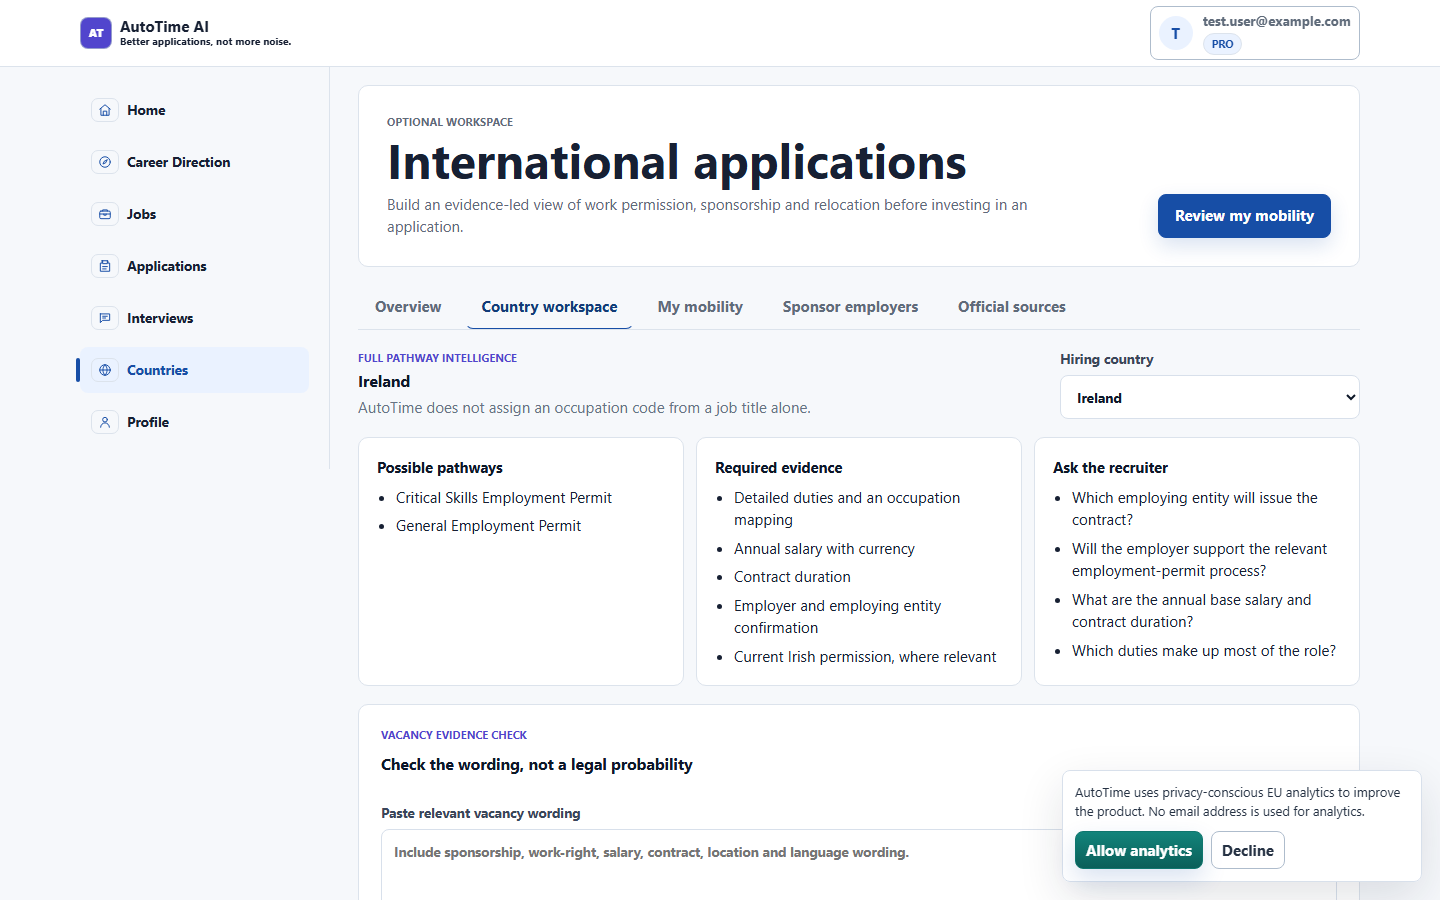 AT
AutoTime AI
Better applications, not more noise.
T
test.user@example.com
PRO
Home
Career Direction
Jobs
Applications
Interviews
Countries
Profile
OPTIONAL WORKSPACE
International applications
Build an evidence-led view of work permission, sponsorship and relocation before investing in an
application.
Review my mobility
Overview
Country workspace
My mobility
Sponsor employers
Official sources
FULL PATHWAY INTELLIGENCE
Ireland
AutoTime does not assign an occupation code from a job title alone.
Hiring country
Ireland
Possible pathways
Critical Skills Employment Permit
General Employment Permit
Required evidence
Detailed duties and an occupation
mapping
Annual salary with currency
Contract duration
Employer and employing entity
confirmation
Current Irish permission, where relevant
Ask the recruiter
Which employing entity will issue the
contract?
Will the employer support the relevant
employment-permit process?
What are the annual base salary and
contract duration?
Which duties make up most of the role?
VACANCY EVIDENCE CHECK
Check the wording, not a legal probability
Paste relevant vacancy wording
Include sponsorship, work-right, salary, contract, location and language wording.
AutoTime uses privacy-conscious EU analytics to improve
the product. No email address is used for analytics.
Allow analytics
Decline